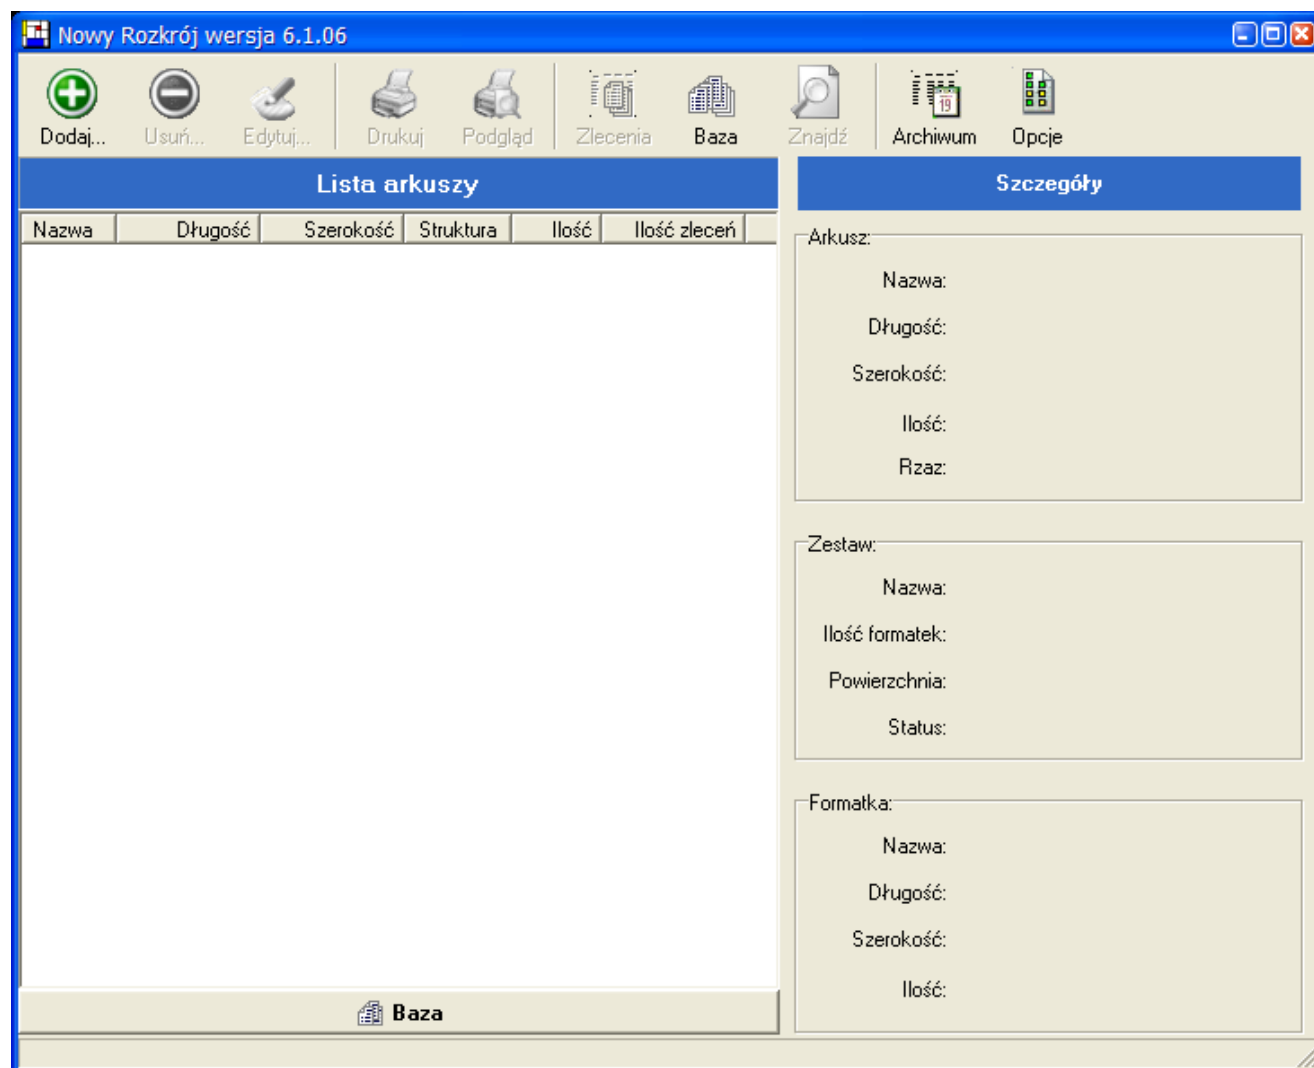 Nowy Rozkrój wersja 6.1.06
Dodaj... Usuń... Edytuj... Drukuj Podgląd Zlecenia Baza Znajdź 19 Archiwum Opcje
Lista arkuszy
Nazwa Długość Szerokość Struktura Ilość Ilość zleceń
Baza
Szczegóły
Arkusz:
Nazwa:
Długość:
Szerokość:
Ilość:
Rzaz:
Zestaw:
Nazwa:
Ilość formatek:
Powierzchnia:
Status:
Formatka:
Nazwa:
Długość:
Szerokość:
Ilość: